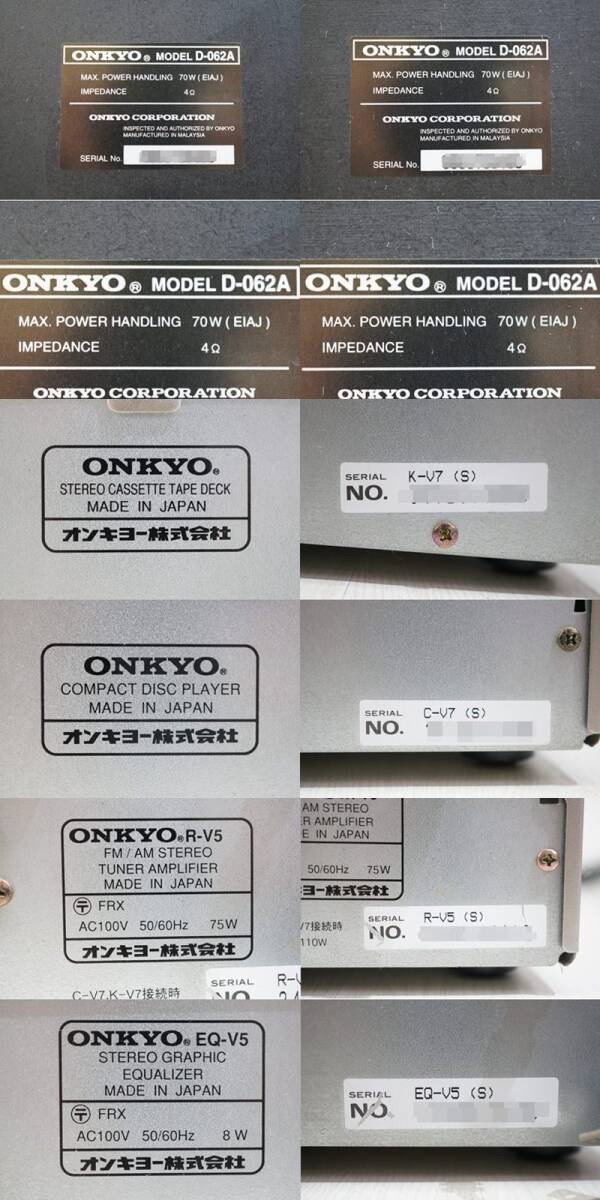 ONKYO® MODEL D-062A
MAX. POWER HANDLING 70W ( EIAJ )
IMPEDANCE 4Ω
ONKYO CORPORATION
INSPECTED AND AUTHORIZED BY ONKYO
MANUFACTURED IN MALAYSIA
SERIAL No.
ONKYO® MODEL D-062A
MAX. POWER HANDLING 70W ( EIAJ )
IMPEDANCE 4Ω
ONKYO CORPORATION
INSPECTED AND AUTHORIZED BY ONKYO
MANUFACTURED IN MALAYSIA
SERIAL No.
ONKYO® MODEL D-062A
MAX. POWER HANDLING 70W ( EIAJ )
IMPEDANCE 4Ω
ONKYO CORPORATION
ONKYO® MODEL D-062A
MAX. POWER HANDLING 70W ( EIAJ )
IMPEDANCE 4Ω
ONKYO CORPORATION
ONKYO®
STEREO CASSETTE TAPE DECK
MADE IN JAPAN
オンキヨー株式会社
SERIAL NO. K-V7 (S)
ONKYO®
COMPACT DISC PLAYER
MADE IN JAPAN
オンキヨー株式会社
SERIAL NO. C-V7 (S)
ONKYO® R-V5
FM / AM STEREO
TUNER AMPLIFIER
MADE IN JAPAN
〒 FRX
AC100V 50/60Hz 75W
オンキヨー株式会社
C-V7,K-V7接続時
SERIAL NO. R-V
AM STEREO
R AMPLIFIER
E IN JAPAN
50/60Hz 75W
ヨー株式会社
V7接続時
110W
SERIAL NO. R-V5 (S)
ONKYO® EQ-V5
STEREO GRAPHIC
EQUALIZER
MADE IN JAPAN
〒 FRX
AC100V 50/60Hz 8 W
オンキヨー株式会社
SERIAL NO. EQ-V5 (S)